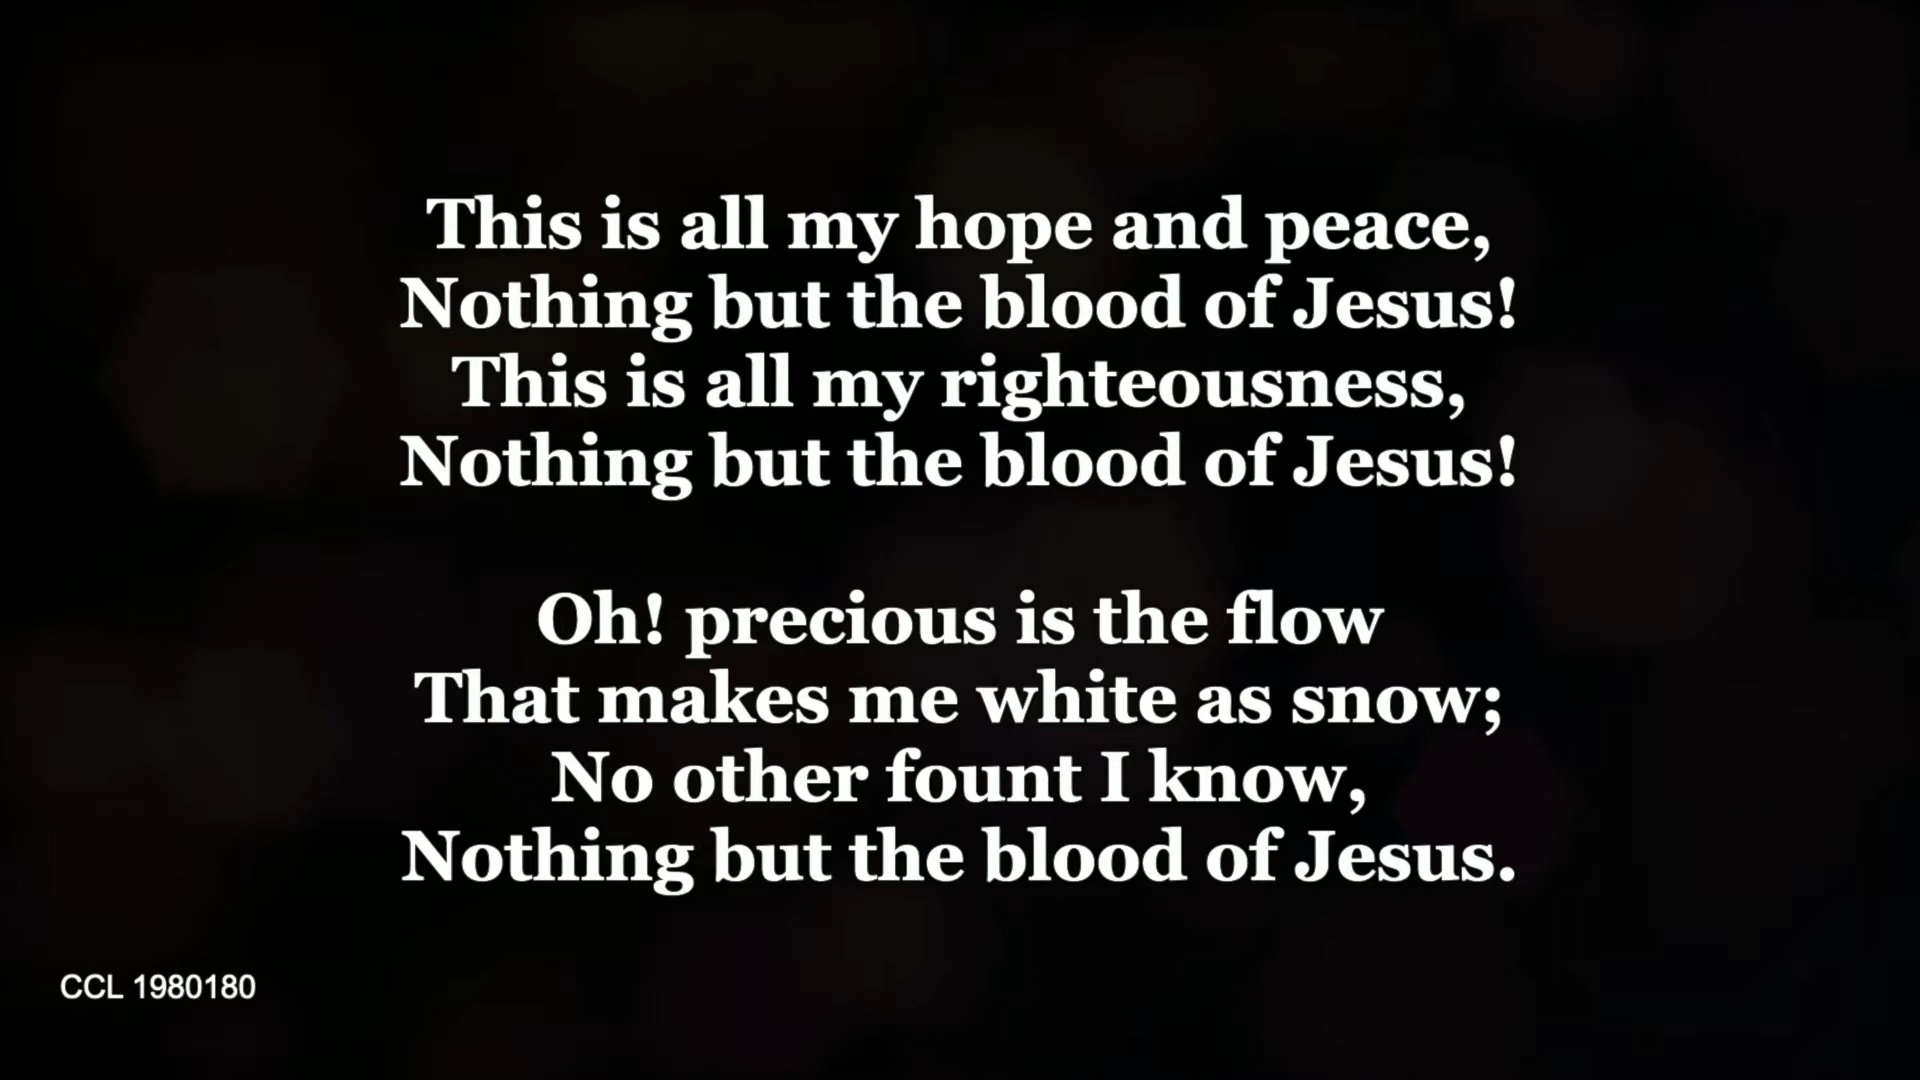 This is all my hope and peace,
Nothing but the blood of Jesus!
This is all my righteousness,
Nothing but the blood of Jesus!
Oh! precious is the flow
That makes me white as snow;
No other fount I know,
Nothing but the blood of Jesus.
CCL 1980180